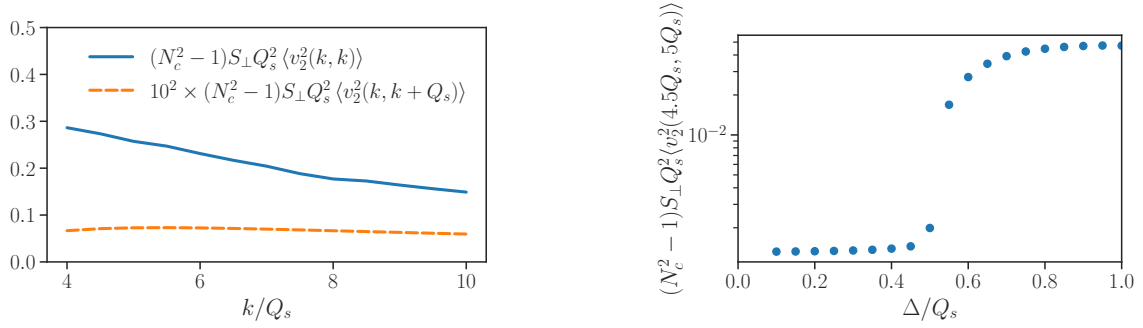 0.5
0.4
0.3
0.2
0.1
0.0
(N_c^2 − 1)S_⊥Q_s^2 ⟨v_2^2(k, k)⟩
10^2 × (N_c^2 − 1)S_⊥Q_s^2 ⟨v_2^2(k, k + Q_s)⟩
4 6 8 10
k/Q_s
(N_c^2 − 1)S_⊥Q_s^2⟨v_2^2(4.5Q_s, 5Q_s)⟩
10^{−2}
0.0 0.2 0.4 0.6 0.8 1.0
Δ/Q_s